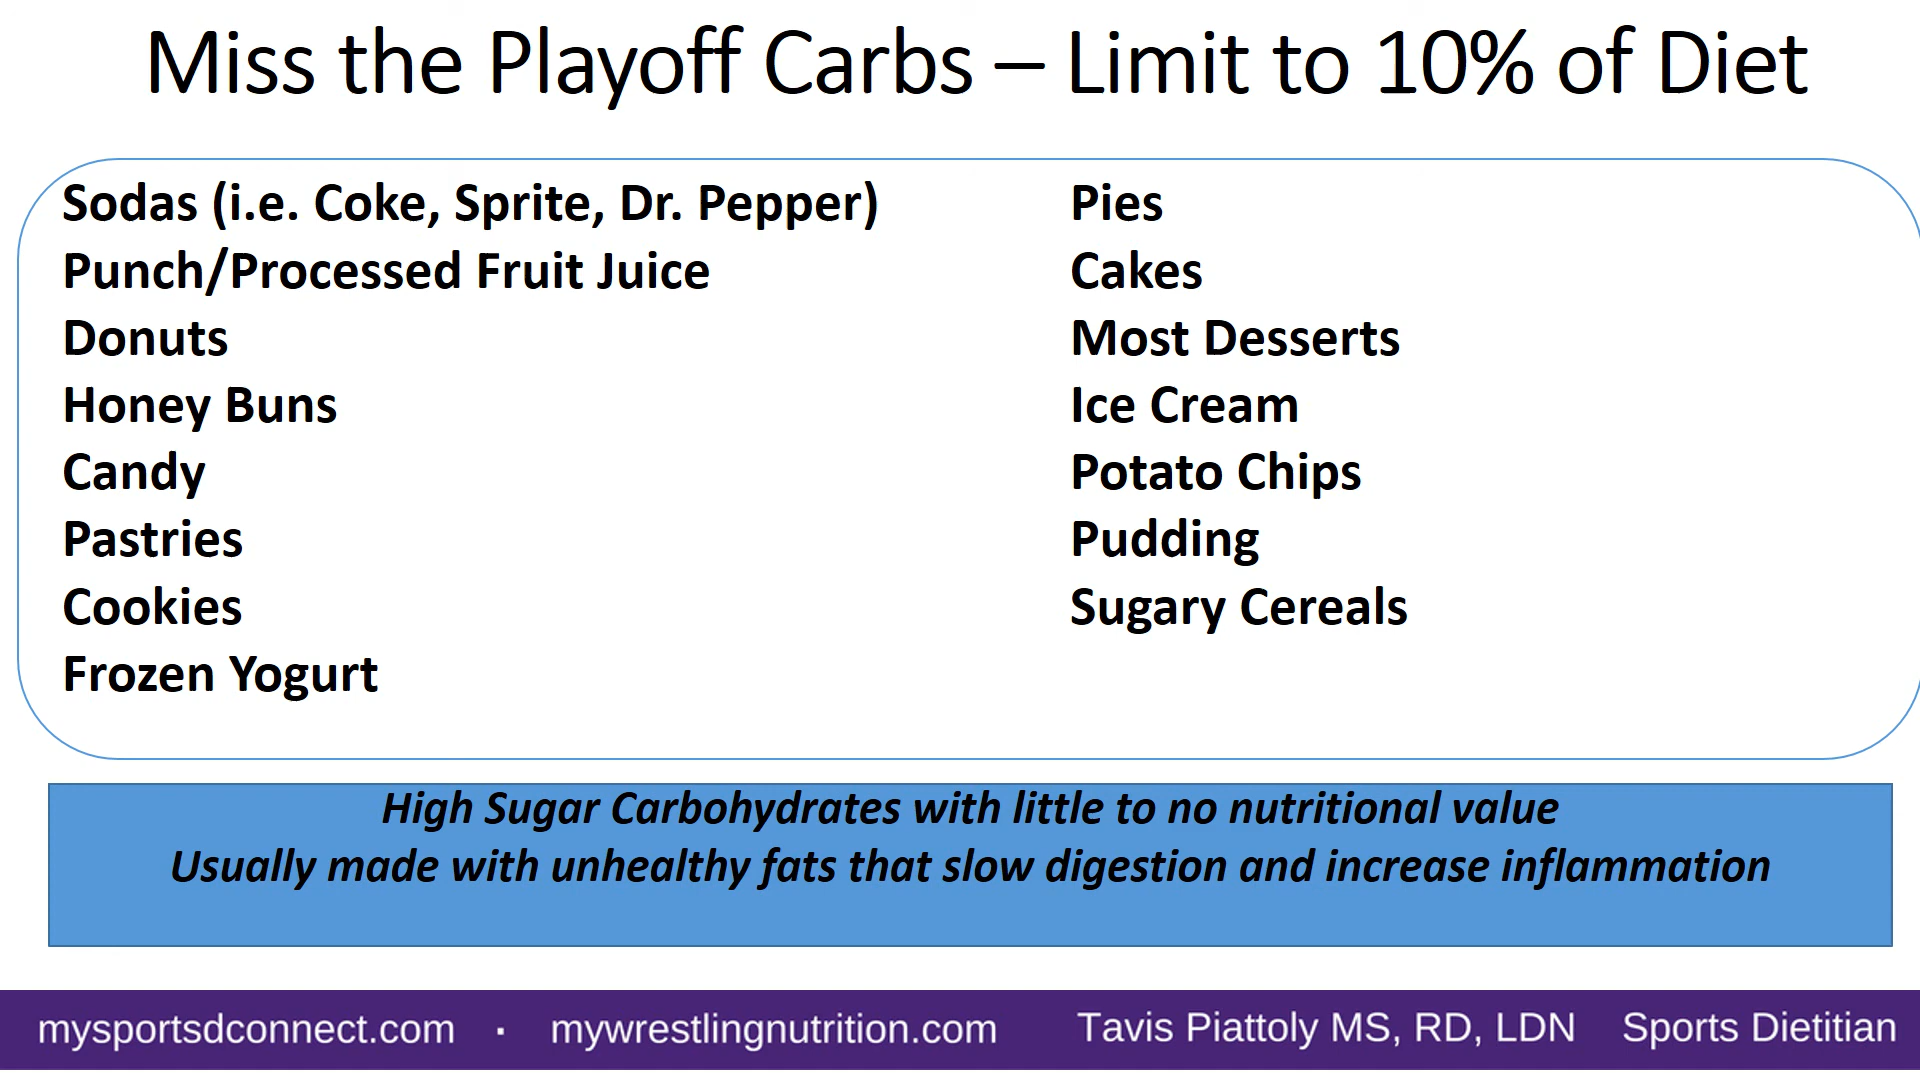 Miss the Playoff Carbs – Limit to 10% of Diet
Sodas (i.e. Coke, Sprite, Dr. Pepper)
Punch/Processed Fruit Juice
Donuts
Honey Buns
Candy
Pastries
Cookies
Frozen Yogurt
Pies
Cakes
Most Desserts
Ice Cream
Potato Chips
Pudding
Sugary Cereals
High Sugar Carbohydrates with little to no nutritional value
Usually made with unhealthy fats that slow digestion and increase inflammation
mysportsdconnect.com · mywrestlingnutrition.com Tavis Piattoly MS, RD, LDN Sports Dietitian